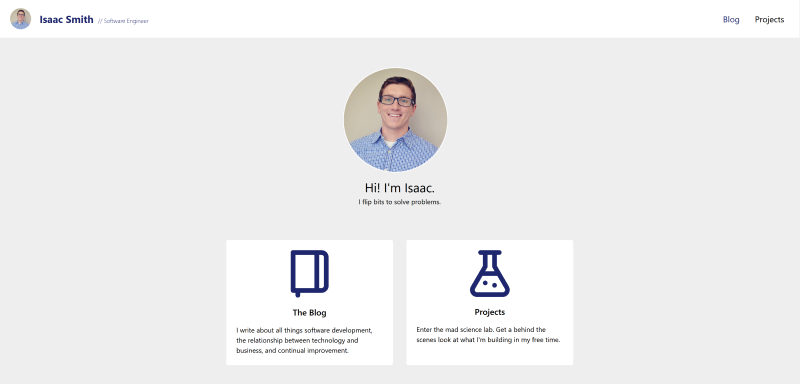 Isaac Smith // Software Engineer
Blog Projects
Hi! I'm Isaac.
I flip bits to solve problems.
The Blog
I write about all things software development,
the relationship between technology and
business, and continual improvement.
Projects
Enter the mad science lab. Get a behind the
scenes look at what I'm building in my free time.